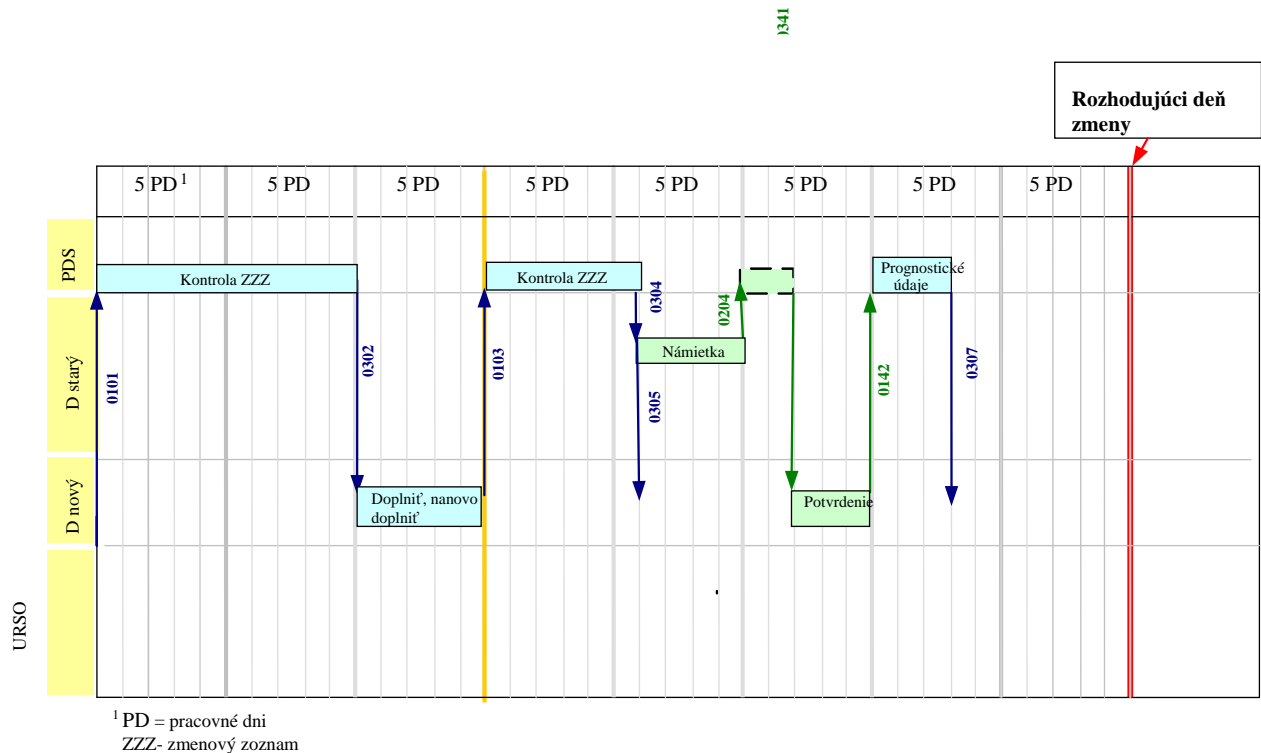 0341
Rozhodujúci deň
zmeny
5 PD 1 5 PD 5 PD 5 PD 5 PD 5 PD 5 PD 5 PD
PDS
Kontrola ZZZ
Kontrola ZZZ
Prognostické
údaje
D starý
0101
0302
0103
0304
0305
Námietka
0204
0142
0307
D nový
Doplniť, nanovo
doplniť
Potvrdenie
URSO
1 PD = pracovné dni
ZZZ- zmenový zoznam